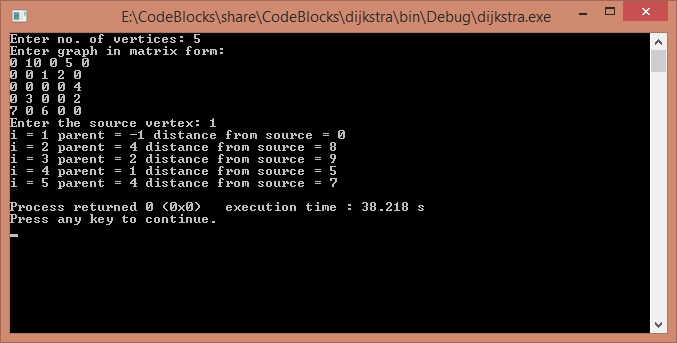 E:\CodeBlocks\share\CodeBlocks\dijkstra\bin\Debug\dijkstra.exe
Enter no. of vertices: 5
Enter graph in matrix form:
0 10 0 5 0
0 0 1 2 0
0 0 0 0 4
0 3 0 0 2
7 0 6 0 0
Enter the source vertex: 1
i = 1 parent = -1 distance from source = 0
i = 2 parent = 4 distance from source = 8
i = 3 parent = 2 distance from source = 9
i = 4 parent = 1 distance from source = 5
i = 5 parent = 4 distance from source = 7
Process returned 0 (0x0)   execution time : 38.218 s
Press any key to continue.